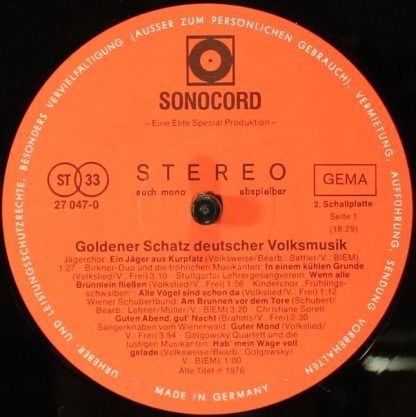 SONOCORD
– Eine Elite Special Produktion –
ST 33
STEREO
GEMA
auch mono abspielbar
27 047-0
2. Schallplatte
Seite 1
(18 29)
Goldener Schatz deutscher Volksmusik
Jägerchor: Ein Jäger aus Kurpfalz (Volksweise/Bearb. Sattler/V.: BIEM)
1.27 - Birkner-Duo und die fröhlichen Musikanten: In einem kühlen Grunde
(Volkslied/V. Frei) 3.10 - Stuttgarter Lehrergesangverein: Wenn alle
Brünnlein fließen (Volkslied/V.: Frei) 1.56 - Kinderchor „Frühlings-
schwalben": Alle Vogel sind schon da (Volkslied/V.: Frei) 1.12
Wiener Schubertbund: Am Brunnen vor dem Tore (Schubert/
Bearb.: Lehner/Müller/V.: BIEM) 3.20 - Christiane Sorell:
Guten Abend, gut' Nacht (Brahms/V.: Frei) 2.30
Sängerknaben vom Wienerwald: Guter Mond (Volkslied/
V.: Frei) 3:54 - Golgowsky Quartett und die
lustigen Musikanten: Hab' mein Wage voll
gelade (Volksweise/Bearb. Golgowsky/
V.: BIEM) 1.00
Alle Titel ℗ 1976
URHEBER- UND LEISTUNGSSCHUTZRECHTE, BESONDERS VERVIELFÄLTIGUNG (AUSSER ZUM PERSÖNLICHEN GEBRAUCH), VERMIETUNG, AUFFÜHRUNG, SENDUNG VORBEHALTEN
· MADE IN GERMANY ·